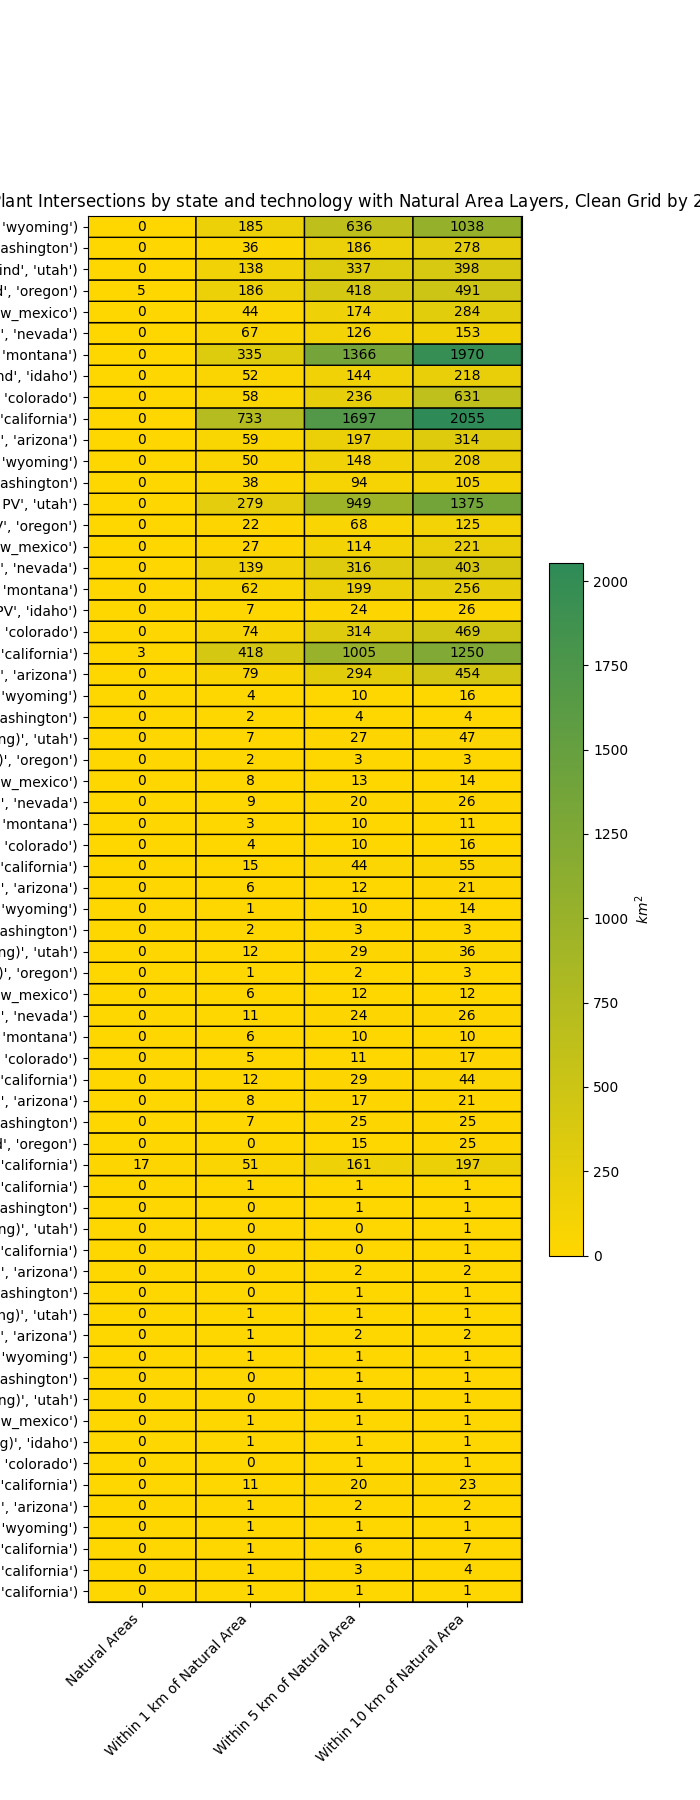 Plant Intersections by state and technology with Natural Area Layers, Clean Grid by 2
'wyoming') 0 185 636 1038
ashington') 0 36 186 278
ind', 'utah') 0 138 337 398
d', 'oregon') 5 186 418 491
w_mexico') 0 44 174 284
', 'nevada') 0 67 126 153
'montana') 0 335 1366 1970
nd', 'idaho') 0 52 144 218
'colorado') 0 58 236 631
'california') 0 733 1697 2055
', 'arizona') 0 59 197 314
'wyoming') 0 50 148 208
ashington') 0 38 94 105
PV', 'utah') 0 279 949 1375
V', 'oregon') 0 22 68 125
w_mexico') 0 27 114 221
', 'nevada') 0 139 316 403
'montana') 0 62 199 256
PV', 'idaho') 0 7 24 26
'colorado') 0 74 314 469
'california') 3 418 1005 1250
', 'arizona') 0 79 294 454
'wyoming') 0 4 10 16
ashington') 0 2 4 4
ng)', 'utah') 0 7 27 47
)', 'oregon') 0 2 3 3
w_mexico') 0 8 13 14
', 'nevada') 0 9 20 26
'montana') 0 3 10 11
'colorado') 0 4 10 16
'california') 0 15 44 55
', 'arizona') 0 6 12 21
'wyoming') 0 1 10 14
ashington') 0 2 3 3
ng)', 'utah') 0 12 29 36
)', 'oregon') 0 1 2 3
w_mexico') 0 6 12 12
', 'nevada') 0 11 24 26
'montana') 0 6 10 10
'colorado') 0 5 11 17
'california') 0 12 29 44
', 'arizona') 0 8 17 21
ashington') 0 7 25 25
d', 'oregon') 0 0 15 25
'california') 17 51 161 197
'california') 0 1 1 1
ashington') 0 0 1 1
ng)', 'utah') 0 0 0 1
'california') 0 0 0 1
', 'arizona') 0 0 2 2
ashington') 0 0 1 1
ng)', 'utah') 0 1 1 1
', 'arizona') 0 1 2 2
'wyoming') 0 1 1 1
ashington') 0 0 1 1
ng)', 'utah') 0 0 1 1
w_mexico') 0 1 1 1
g)', 'idaho') 0 1 1 1
'colorado') 0 0 1 1
'california') 0 11 20 23
', 'arizona') 0 1 2 2
'wyoming') 0 1 1 1
'california') 0 1 6 7
'california') 0 1 3 4
'california') 0 1 1 1
Natural Areas
Within 1 km of Natural Area
Within 5 km of Natural Area
Within 10 km of Natural Area
2000
1750
1500
1250
1000
750
500
250
0
km²